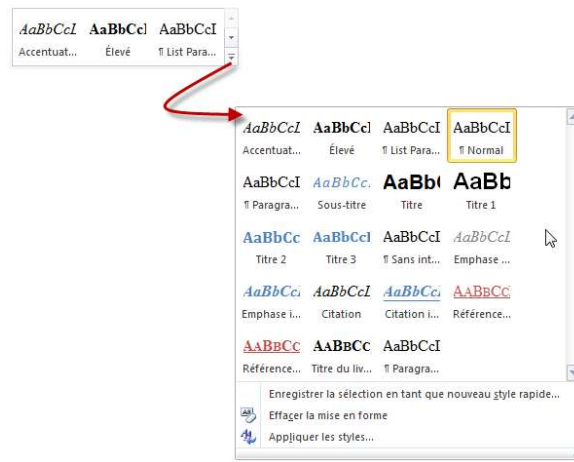 AaBbCcI AaBbCcI AaBbCcI
Accentuat... Élevé ¶ List Para...
AaBbCcI AaBbCcI AaBbCcI AaBbCcI
Accentuat... Élevé ¶ List Para... ¶ Normal
AaBbCcI AaBbCc. AaBb( AaBb
¶ Paragra... Sous-titre Titre Titre 1
AaBbCc AaBbCcI AaBbCcI AaBbCcI
Titre 2 Titre 3 ¶ Sans int... Emphase ...
AaBbCcI AaBbCcI AaBbCcI AABBCC
Emphase i... Citation Citation i... Référence...
AABBCC AABBCC AaBbCcI
Référence... Titre du liv... ¶ Paragra...
Enregistrer la sélection en tant que nouveau style rapide...
Effacer la mise en forme
Appliquer les styles...